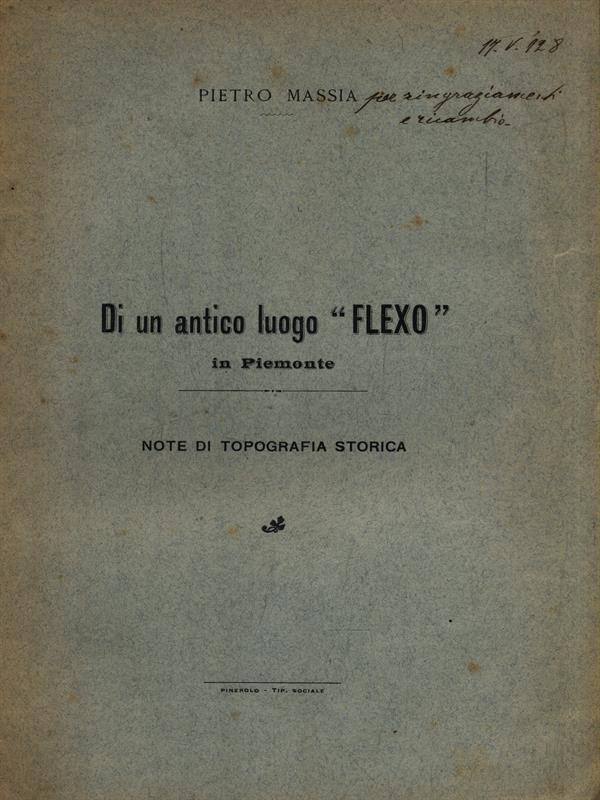 17. V. 928
PIETRO MASSIA per ringraziamenti
e ricambio.
Di un antico luogo "FLEXO"
in Piemonte
NOTE DI TOPOGRAFIA STORICA
PINEROLO - TIP. SOCIALE